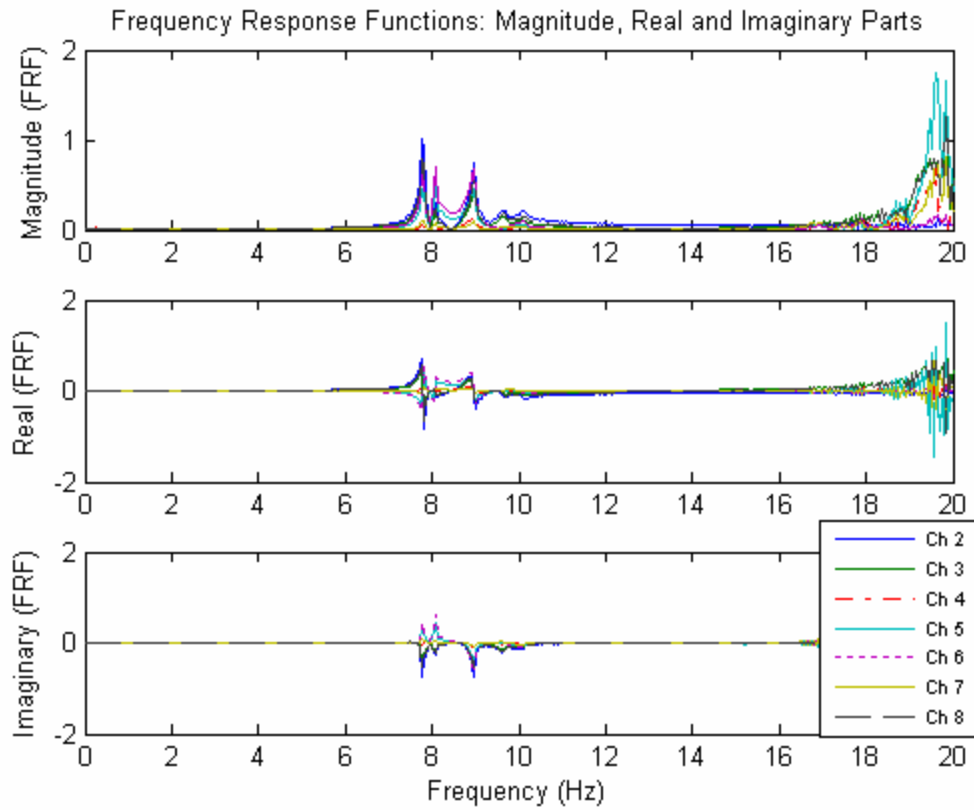 Frequency Response Functions: Magnitude, Real and Imaginary Parts
Magnitude (FRF)
2
1
0
0 2 4 6 8 10 12 14 16 18 20
Real (FRF)
2
0
-2
0 2 4 6 8 10 12 14 16 18 20
Imaginary (FRF)
2
0
-2
0 2 4 6 8 10 12 14 16 18 20
Frequency (Hz)
Ch 2
Ch 3
Ch 4
Ch 5
Ch 6
Ch 7
Ch 8